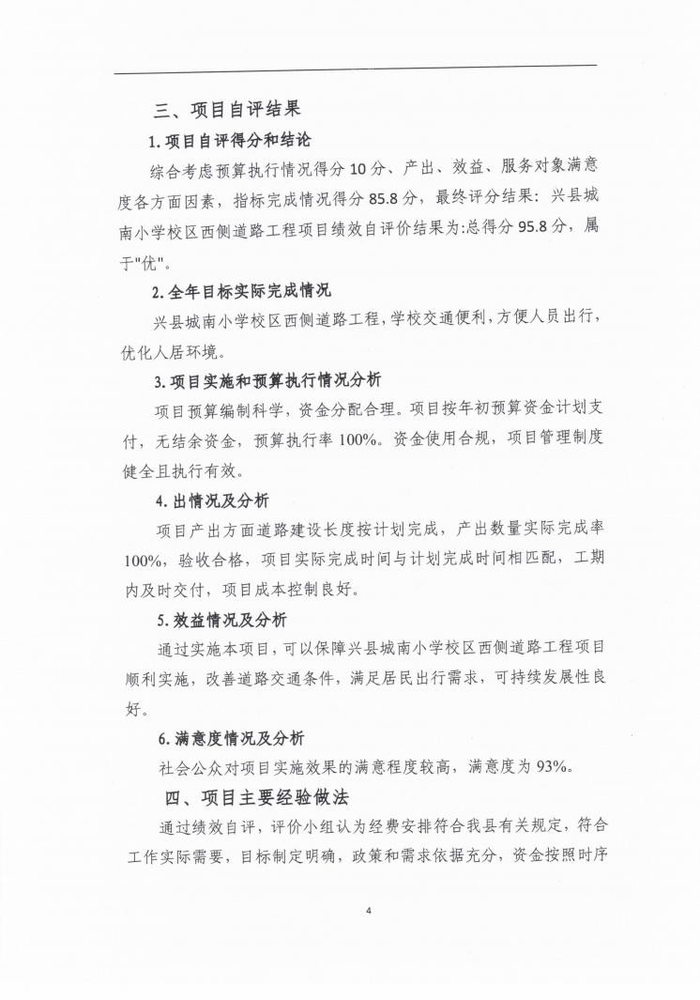 三、项目自评结果
1.项目自评得分和结论
综合考虑预算执行情况得分 10 分、产出、效益、服务对象满意
度各方面因素，指标完成情况得分 85.8 分，最终评分结果：兴县城
南小学校区西侧道路工程项目绩效自评价结果为:总得分 95.8 分，属
于"优"。
2.全年目标实际完成情况
兴县城南小学校区西侧道路工程，学校交通便利，方便人员出行，
优化人居环境。
3.项目实施和预算执行情况分析
项目预算编制科学，资金分配合理。项目按年初预算资金计划支
付，无结余资金，预算执行率 100%。资金使用合规，项目管理制度
健全且执行有效。
4.出情况及分析
项目产出方面道路建设长度按计划完成，产出数量实际完成率
100%，验收合格，项目实际完成时间与计划完成时间相匹配，工期
内及时交付，项目成本控制良好。
5.效益情况及分析
通过实施本项目，可以保障兴县城南小学校区西侧道路工程项目
顺利实施，改善道路交通条件，满足居民出行需求，可持续发展性良
好。
6.满意度情况及分析
社会公众对项目实施效果的满意程度较高，满意度为 93%。
四、项目主要经验做法
通过绩效自评，评价小组认为经费安排符合我县有关规定，符合
工作实际需要，目标制定明确，政策和需求依据充分，资金按照时序
4